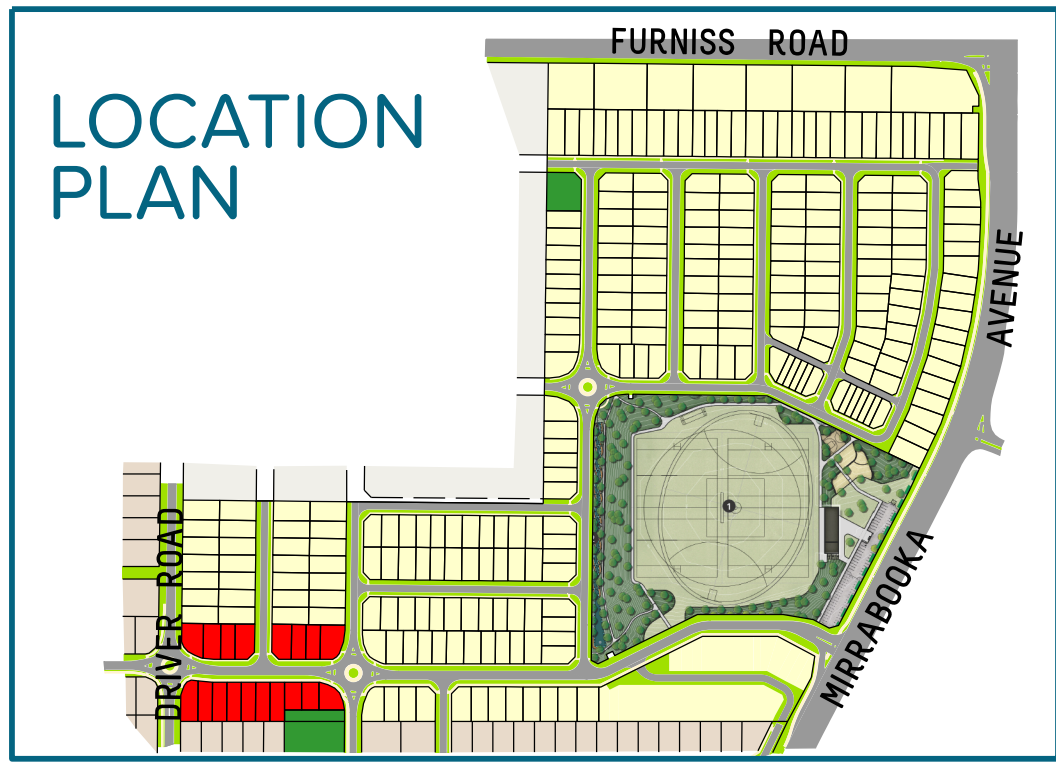 LOCATION
PLAN
FURNISS ROAD
AVENUE
MIRRABOOKA
DRIVER ROAD
1